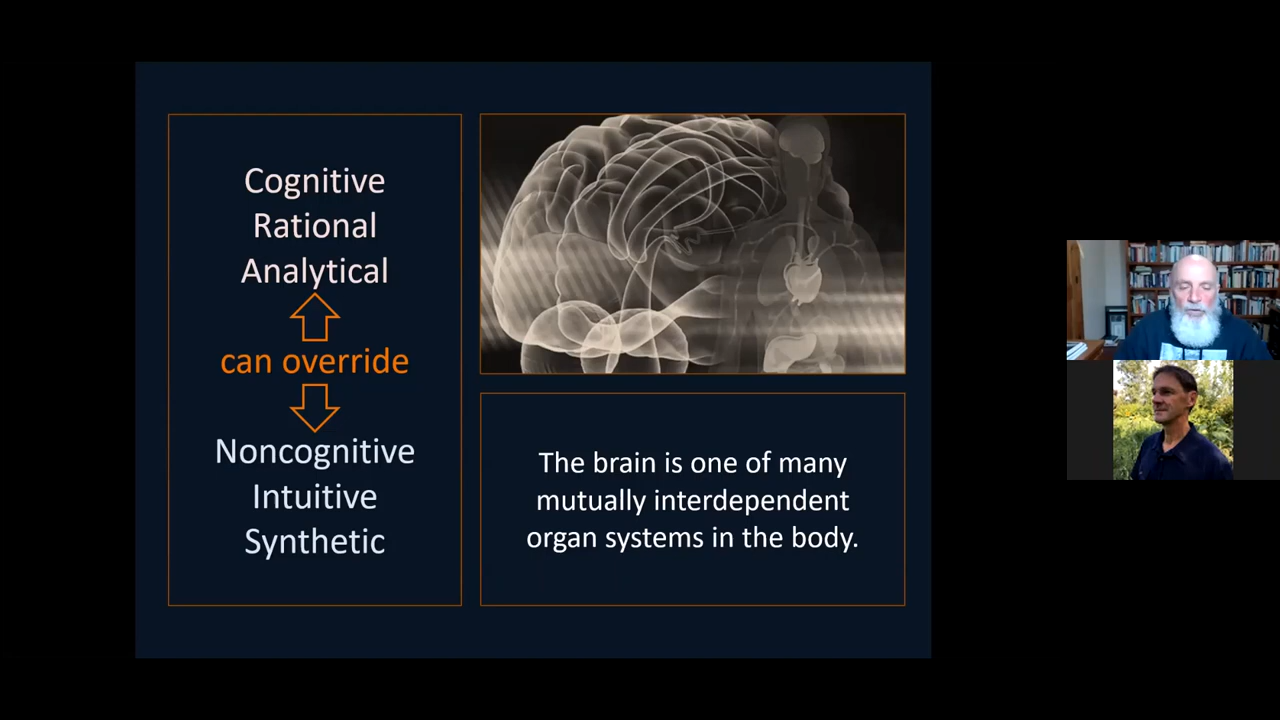 Cognitive
Rational
Analytical
can override
Noncognitive
Intuitive
Synthetic
The brain is one of many
mutually interdependent
organ systems in the body.